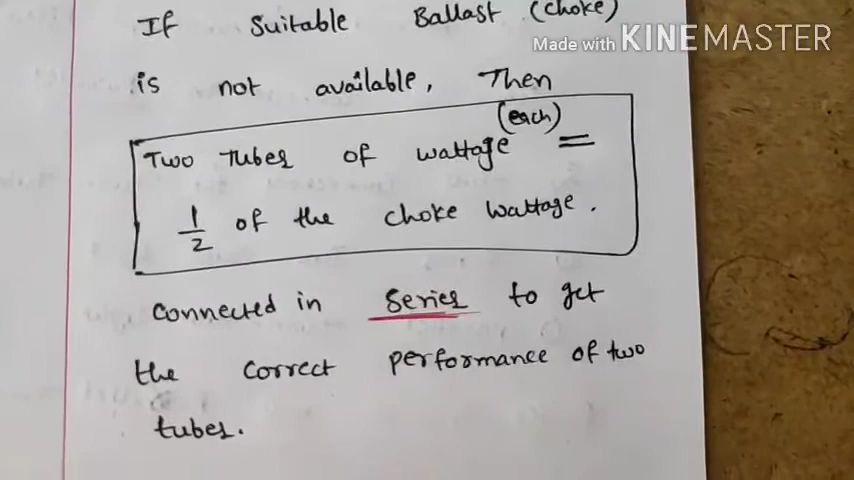 If Suitable Ballast (choke)
Made with KINEMASTER
is not available, Then
Two tubes of wattage (each) =
1/2 of the choke wattage.
connected in series to get
the correct performance of two
tubes.